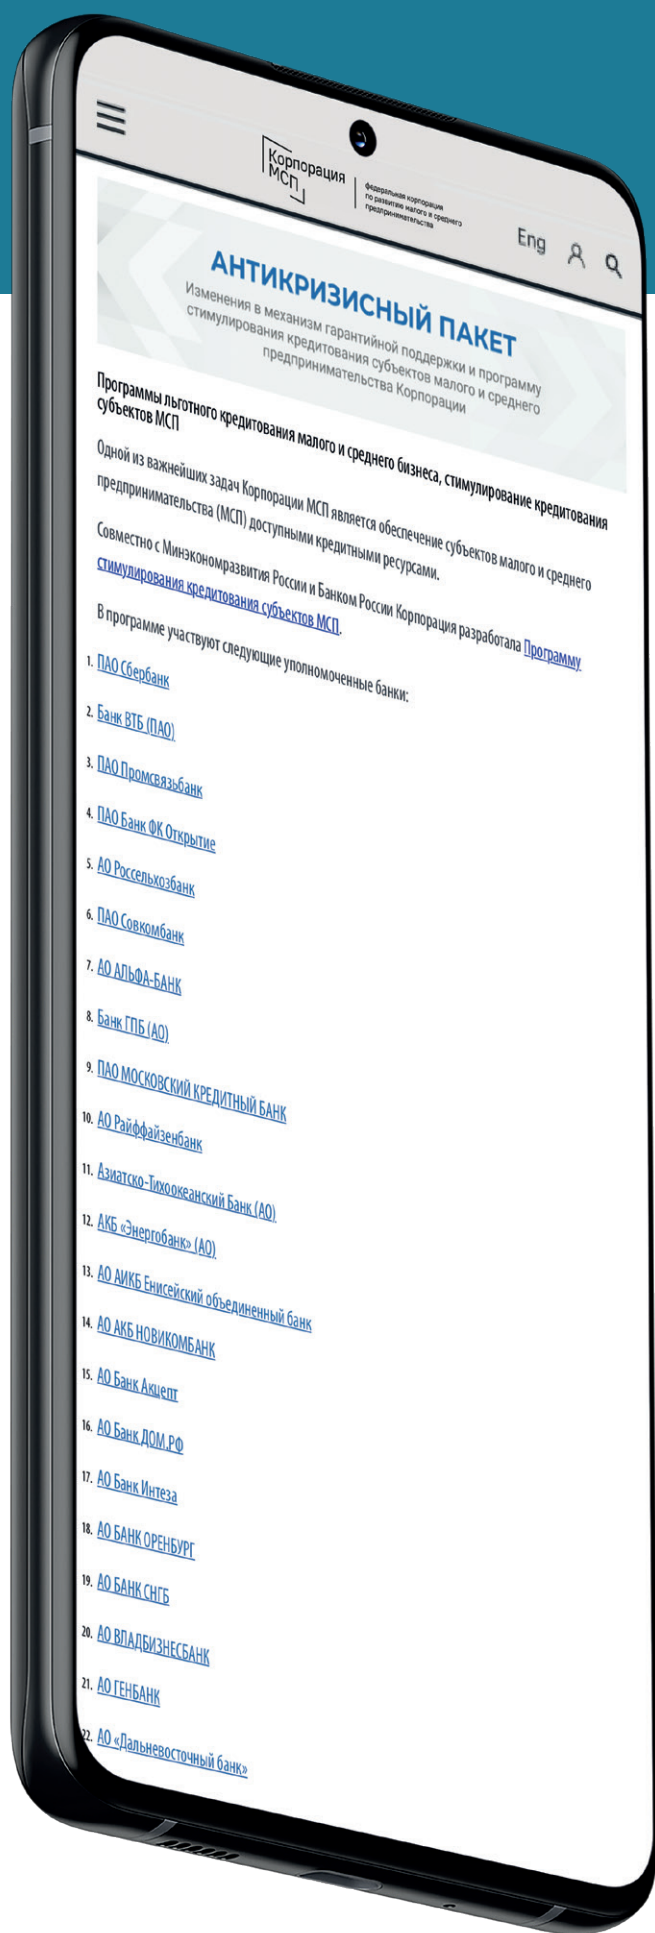 Корпорация
МСП
федеральная корпорация
по развитию малого и среднего
предпринимательства
Eng
АНТИКРИЗИСНЫЙ ПАКЕТ
Изменения в механизм гарантийной поддержки и программу
стимулирования кредитования субъектов малого и среднего
предпринимательства Корпорации
Программы льготного кредитования малого и среднего бизнеса, стимулирование кредитования
субъектов МСП
Одной из важнейших задач Корпорации МСП является обеспечение субъектов малого и среднего
предпринимательства (МСП) доступными кредитными ресурсами.
Совместно с Минэкономразвития России и Банком России Корпорация разработала Программу
стимулирования кредитования субъектов МСП.
В программе участвуют следующие уполномоченные банки:
1. ПАО Сбербанк
2. Банк ВТБ (ПАО)
3. ПАО Промсвязьбанк
4. ПАО Банк ФК Открытие
5. АО Россельхозбанк
6. ПАО Совкомбанк
7. АО АЛЬФА-БАНК
8. Банк ГПБ (АО)
9. ПАО МОСКОВСКИЙ КРЕДИТНЫЙ БАНК
10. АО Райффайзенбанк
11. Азиатско-Тихоокеанский Банк (АО)
12. АКБ «Энергобанк» (АО)
13. АО АИКБ Енисейский объединенный банк
14. АО АКБ НОВИКОМБАНК
15. АО Банк Акцепт
16. АО Банк ДОМ.РФ
17. АО Банк Интеза
18. АО БАНК ОРЕНБУРГ
19. АО БАНК СНГБ
20. АО ВЛАДБИЗНЕСБАНК
21. АО ГЕНБАНК
22. АО «Дальневосточный банк»